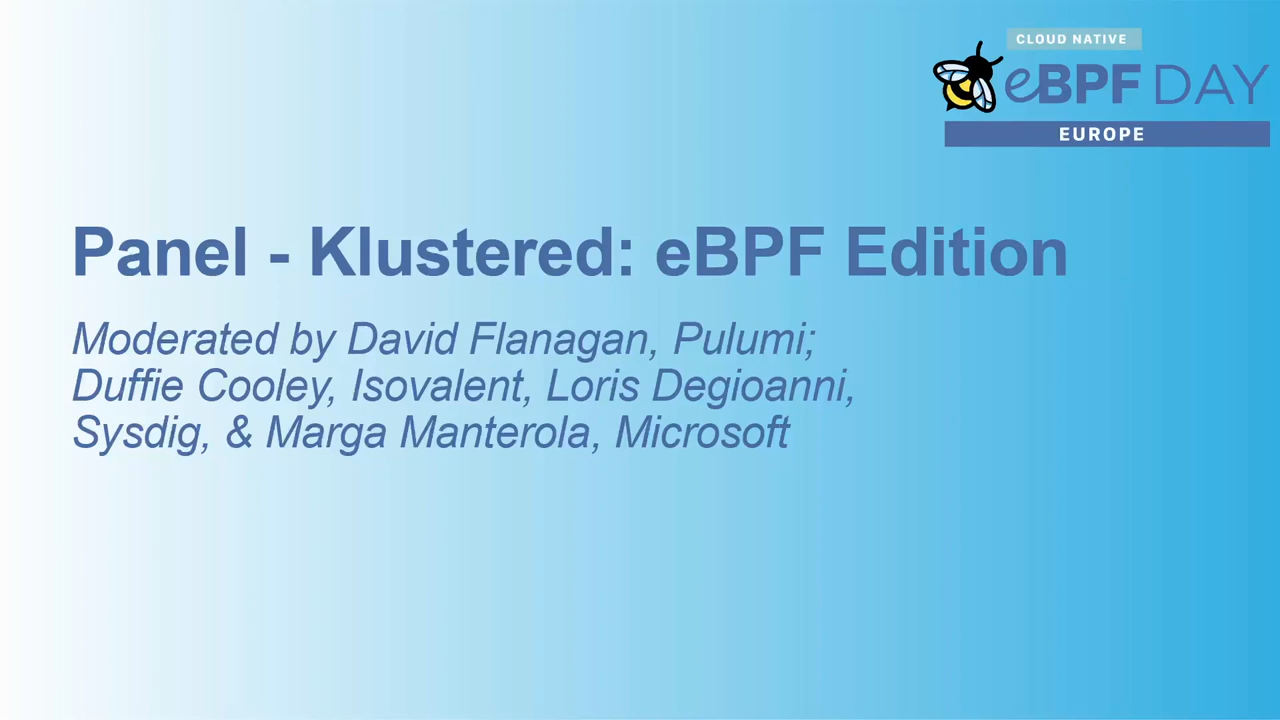 CLOUD NATIVE
eBPF DAY
EUROPE
Panel - Klustered: eBPF Edition
Moderated by David Flanagan, Pulumi;
Duffie Cooley, Isovalent, Loris Degioanni,
Sysdig, & Marga Manterola, Microsoft